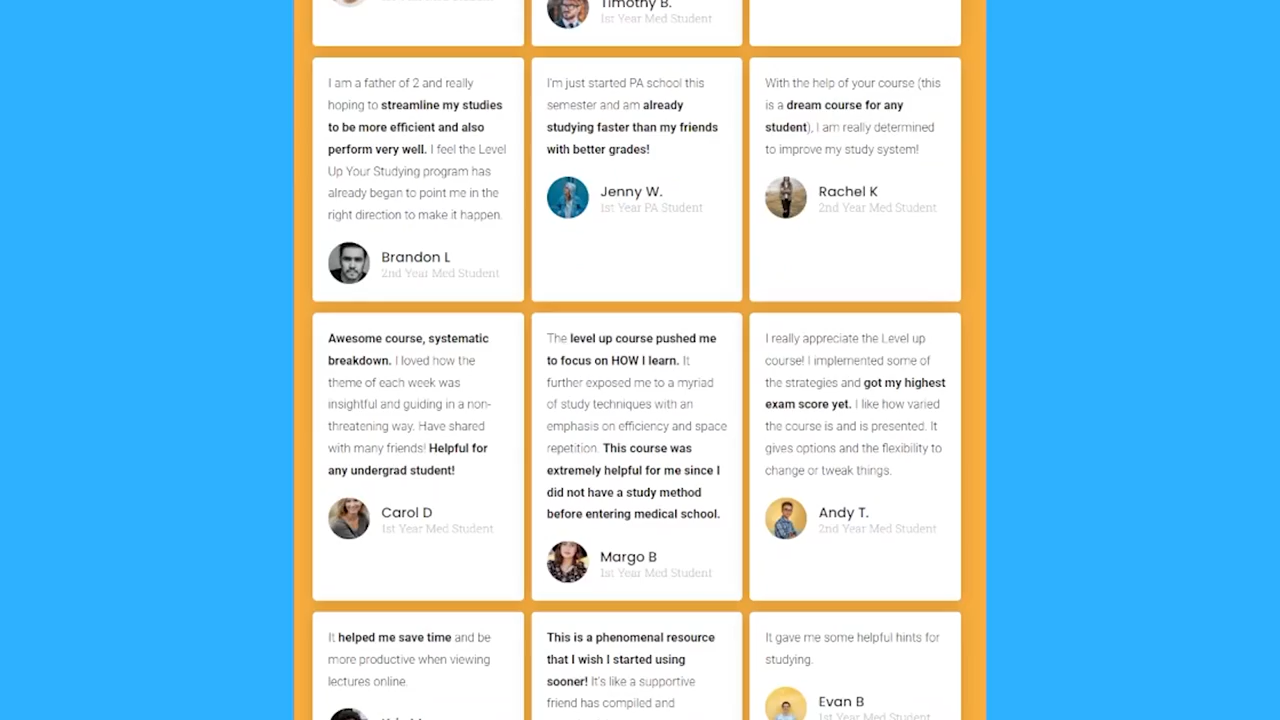 Timothy B.
1st Year Med Student
I am a father of 2 and really
hoping to streamline my studies
to be more efficient and also
perform very well. I feel the Level
Up Your Studying program has
already began to point me in the
right direction to make it happen.
Brandon L
2nd Year Med Student
I'm just started PA school this
semester and am already
studying faster than my friends
with better grades!
Jenny W.
1st Year PA Student
With the help of your course (this
is a dream course for any
student), I am really determined
to improve my study system!
Rachel K
2nd Year Med Student
Awesome course, systematic
breakdown. I loved how the
theme of each week was
insightful and guiding in a non-
threatening way. Have shared
with many friends! Helpful for
any undergrad student!
Carol D
1st Year Med Student
The level up course pushed me
to focus on HOW I learn. It
further exposed me to a myriad
of study techniques with an
emphasis on efficiency and space
repetition. This course was
extremely helpful for me since I
did not have a study method
before entering medical school.
Margo B
1st Year Med Student
I really appreciate the Level up
course! I implemented some of
the strategies and got my highest
exam score yet. I like how varied
the course is and is presented. It
gives options and the flexibility to
change or tweak things.
Andy T.
2nd Year Med Student
It helped me save time and be
more productive when viewing
lectures online.
This is a phenomenal resource
that I wish I started using
sooner! It's like a supportive
friend has compiled and
It gave me some helpful hints for
studying.
Evan B
1st Year Med Student